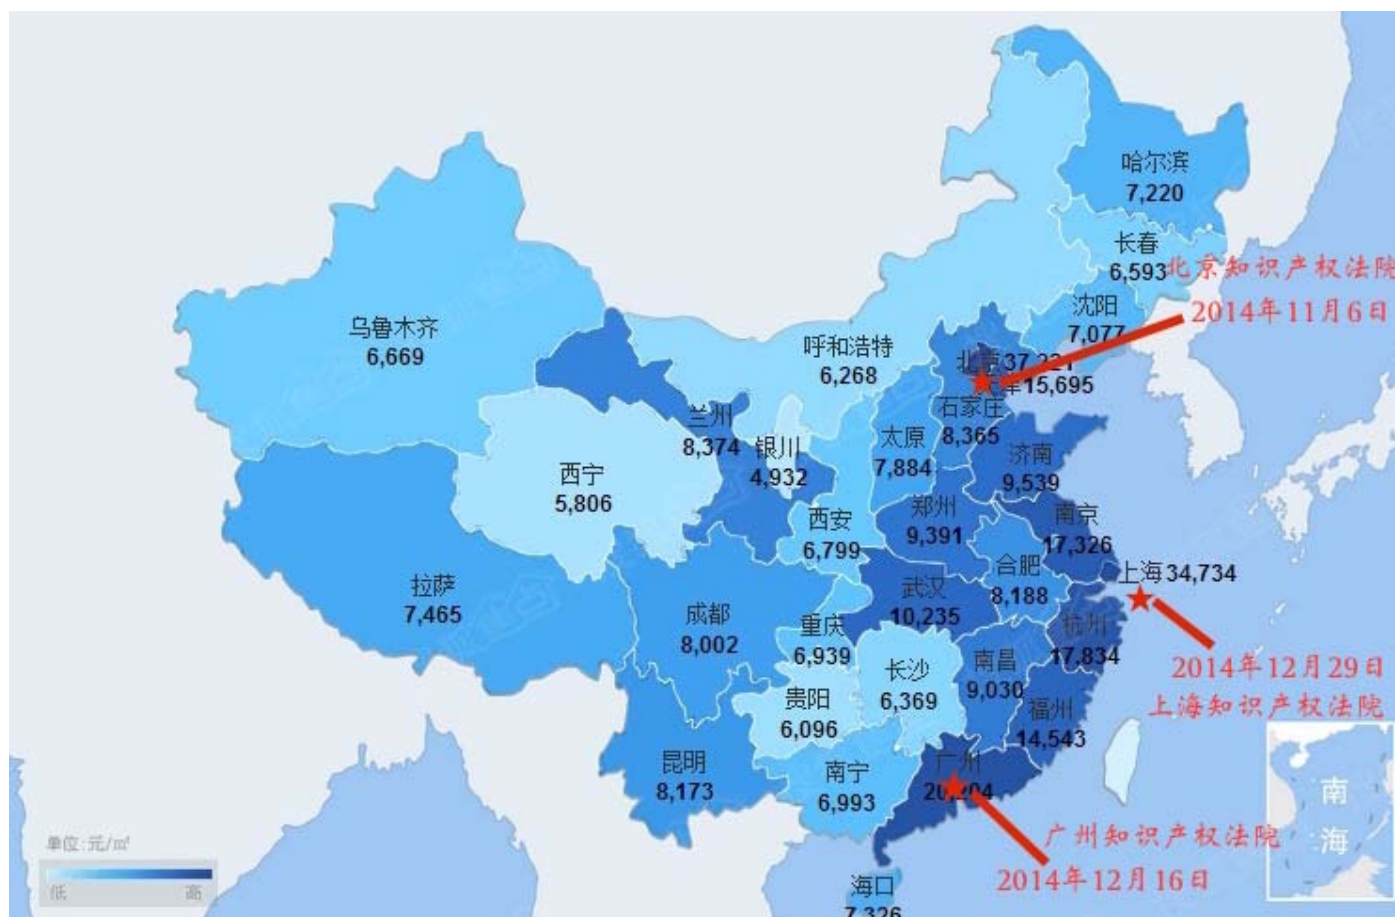 哈尔滨
7,220
长春
6,593
北京知识产权法院
沈阳
7,077
2014年11月6日
乌鲁木齐
6,669
呼和浩特
6,268
北京
15,695
兰州
8,374
银川
4,932
太原
7,884
石家庄
8,365
济南
9,539
西宁
5,806
西安
6,799
郑州
9,391
南京
17,326
合肥
8,188
上海 34,734
拉萨
7,465
成都
8,002
武汉
10,235
重庆
6,939
杭州
17,834
长沙
6,369
南昌
9,030
2014年12月29日
上海知识产权法院
贵阳
6,096
福州
14,543
昆明
8,173
南宁
6,993
广州
南
海
广州知识产权法院
2014年12月16日
海口
7,326
单位:元/㎡
低
高